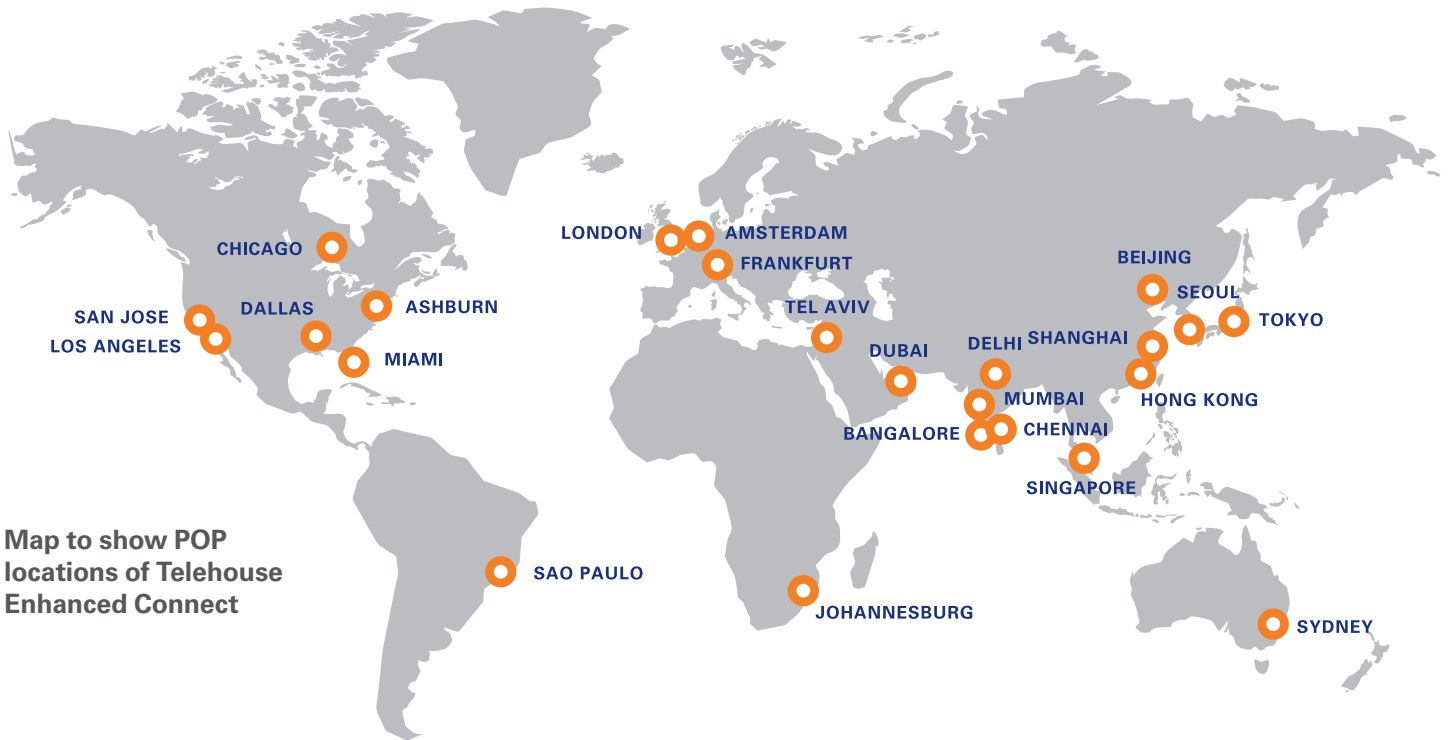 LONDON
AMSTERDAM
CHICAGO
FRANKFURT
BEIJING
SEOUL
TEL AVIV
ASHBURN
DALLAS
SAN JOSE
TOKYO
LOS ANGELES
MIAMI
DUBAI
DELHI
SHANGHAI
MUMBAI
HONG KONG
BANGALORE
CHENNAI
SINGAPORE
Map to show POP
locations of Telehouse
Enhanced Connect
SAO PAULO
JOHANNESBURG
SYDNEY